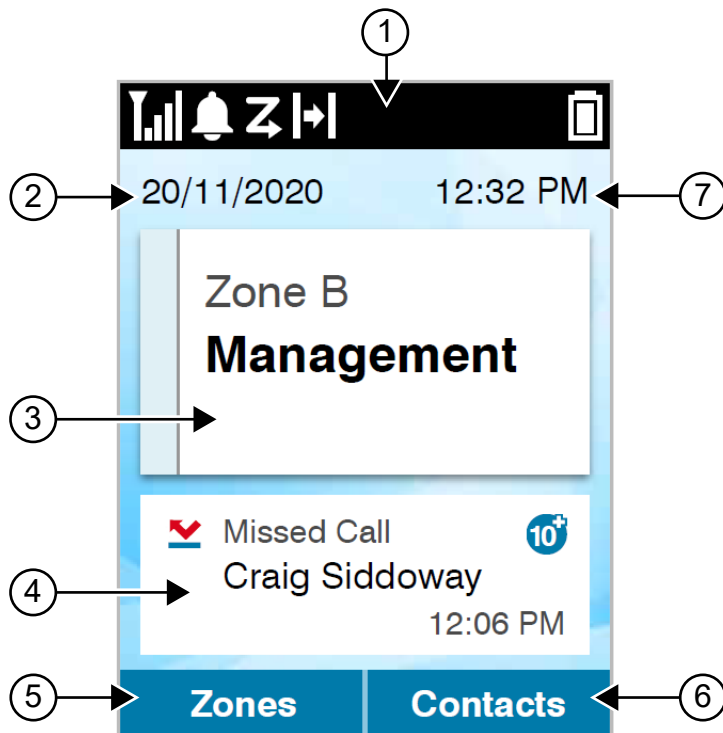 1
2
20/11/2020 12:32 PM
7
Zone B
Management
3
Missed Call 10+
Craig Siddoway
4
12:06 PM
5
Zones Contacts
6